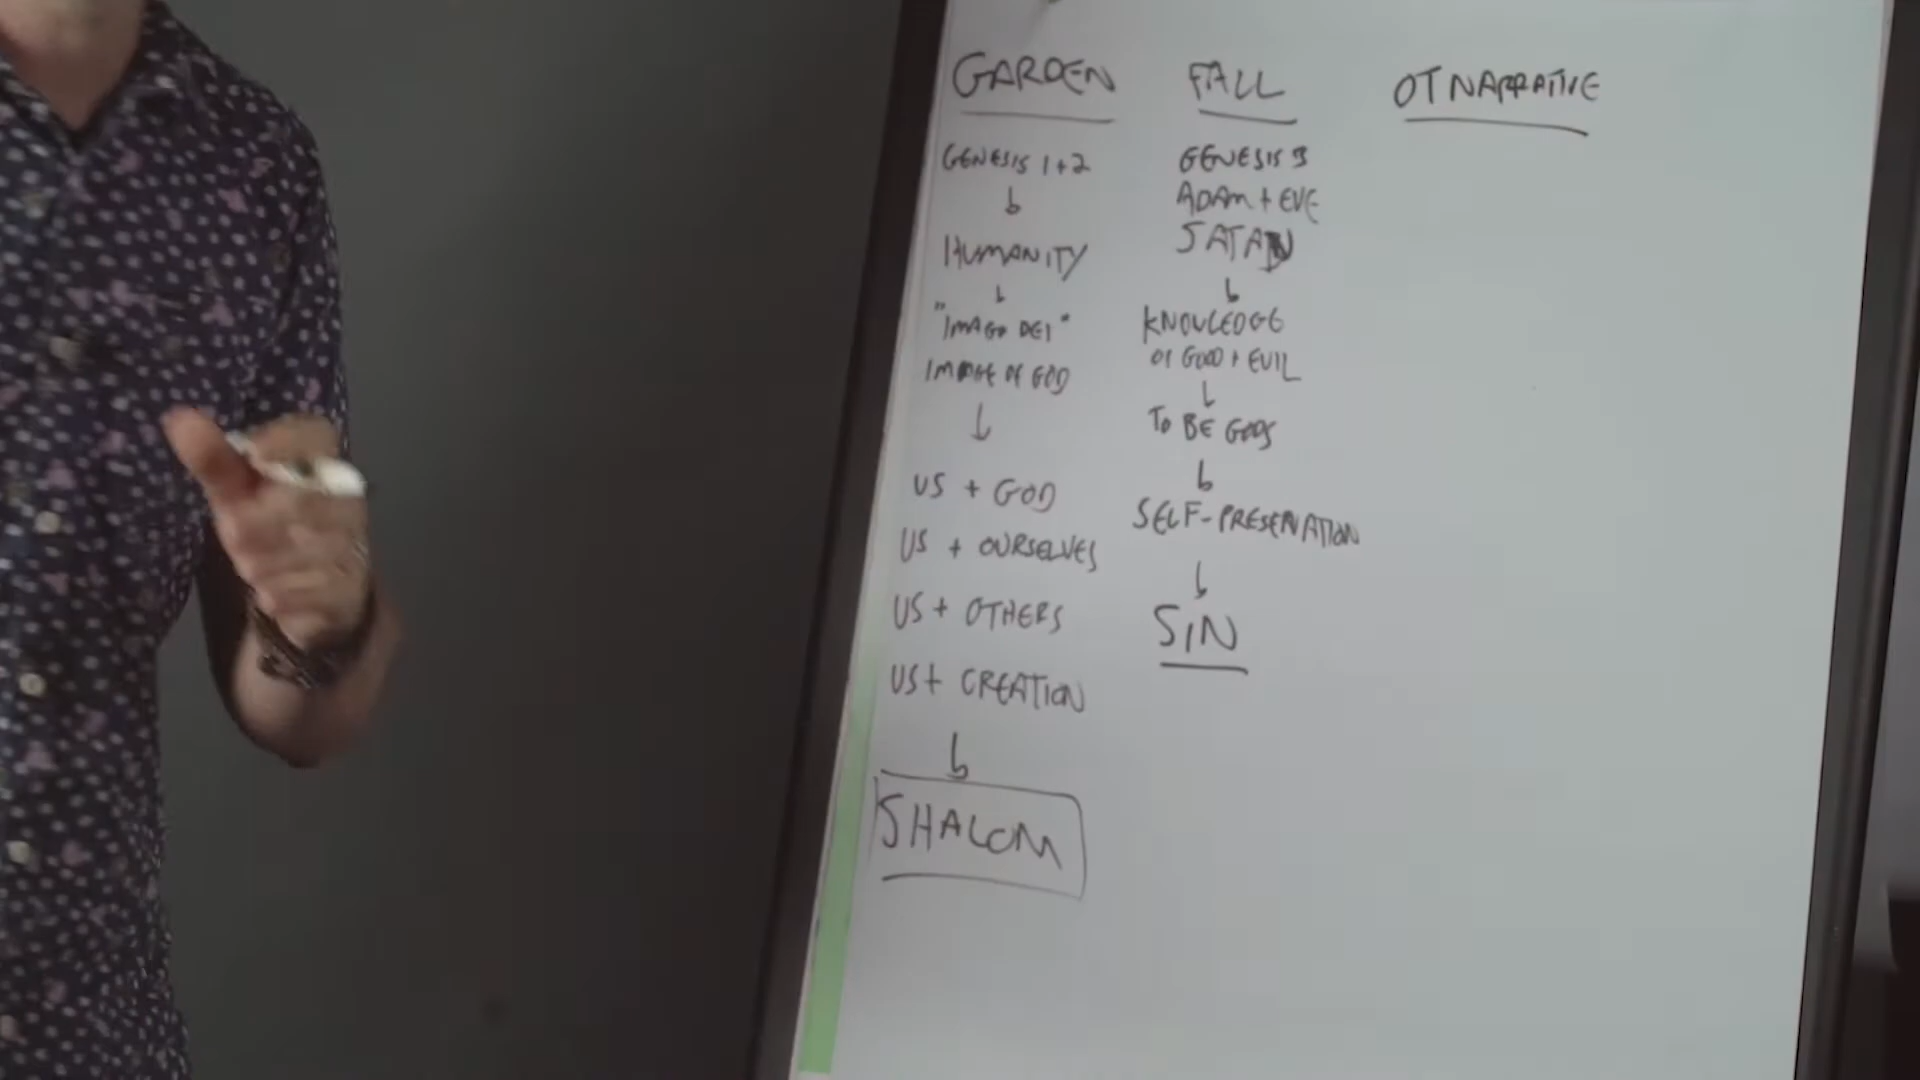 GARDEN
GENESIS 1+2
HUMANITY
"IMAGO DEI"
IMAGE OF GOD
US + GOD
US + OURSELVES
US + OTHERS
US + CREATION
SHALOM
FALL
GENESIS 3
ADAM + EVE
SATAN
KNOWLEDGE
OF GOOD + EVIL
TO BE GODS
SELF-PRESERVATION
SIN
OT NARRATIVE